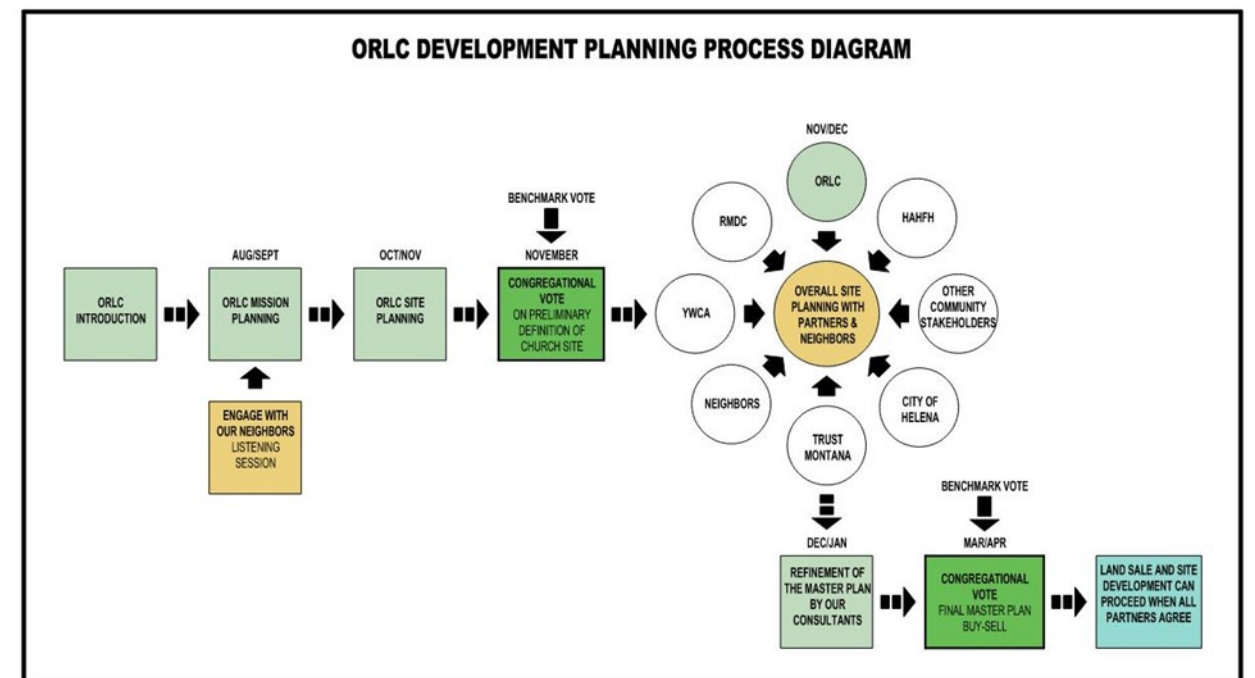 ORLC DEVELOPMENT PLANNING PROCESS DIAGRAM
ORLC
INTRODUCTION
AUG/SEPT
ORLC MISSION
PLANNING
ENGAGE WITH
OUR NEIGHBORS
LISTENING
SESSION
OCT/NOV
ORLC SITE
PLANNING
BENCHMARK VOTE
NOVEMBER
CONGREGATIONAL
VOTE
ON PRELIMINARY
DEFINITION OF
CHURCH SITE
NOV/DEC
ORLC
RMDC
HAHFH
YWCA
OVERALL SITE
PLANNING WITH
PARTNERS &
NEIGHBORS
OTHER
COMMUNITY
STAKEHOLDERS
NEIGHBORS
CITY OF
HELENA
TRUST
MONTANA
DEC/JAN
REFINEMENT OF
THE MASTER PLAN
BY OUR
CONSULTANTS
BENCHMARK VOTE
MAR/APR
CONGREGATIONAL
VOTE
FINAL MASTER PLAN
BUY-SELL
LAND SALE AND SITE
DEVELOPMENT CAN
PROCEED WHEN ALL
PARTNERS AGREE